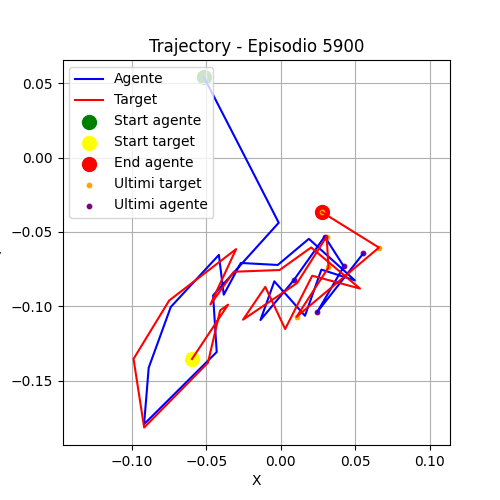 Trajectory - Episodio 5900
Agente
Target
Start agente
Start target
End agente
Ultimi target
Ultimi agente
0.05
0.00
−0.05
−0.10
−0.15
−0.10
−0.05
0.00
0.05
0.10
X